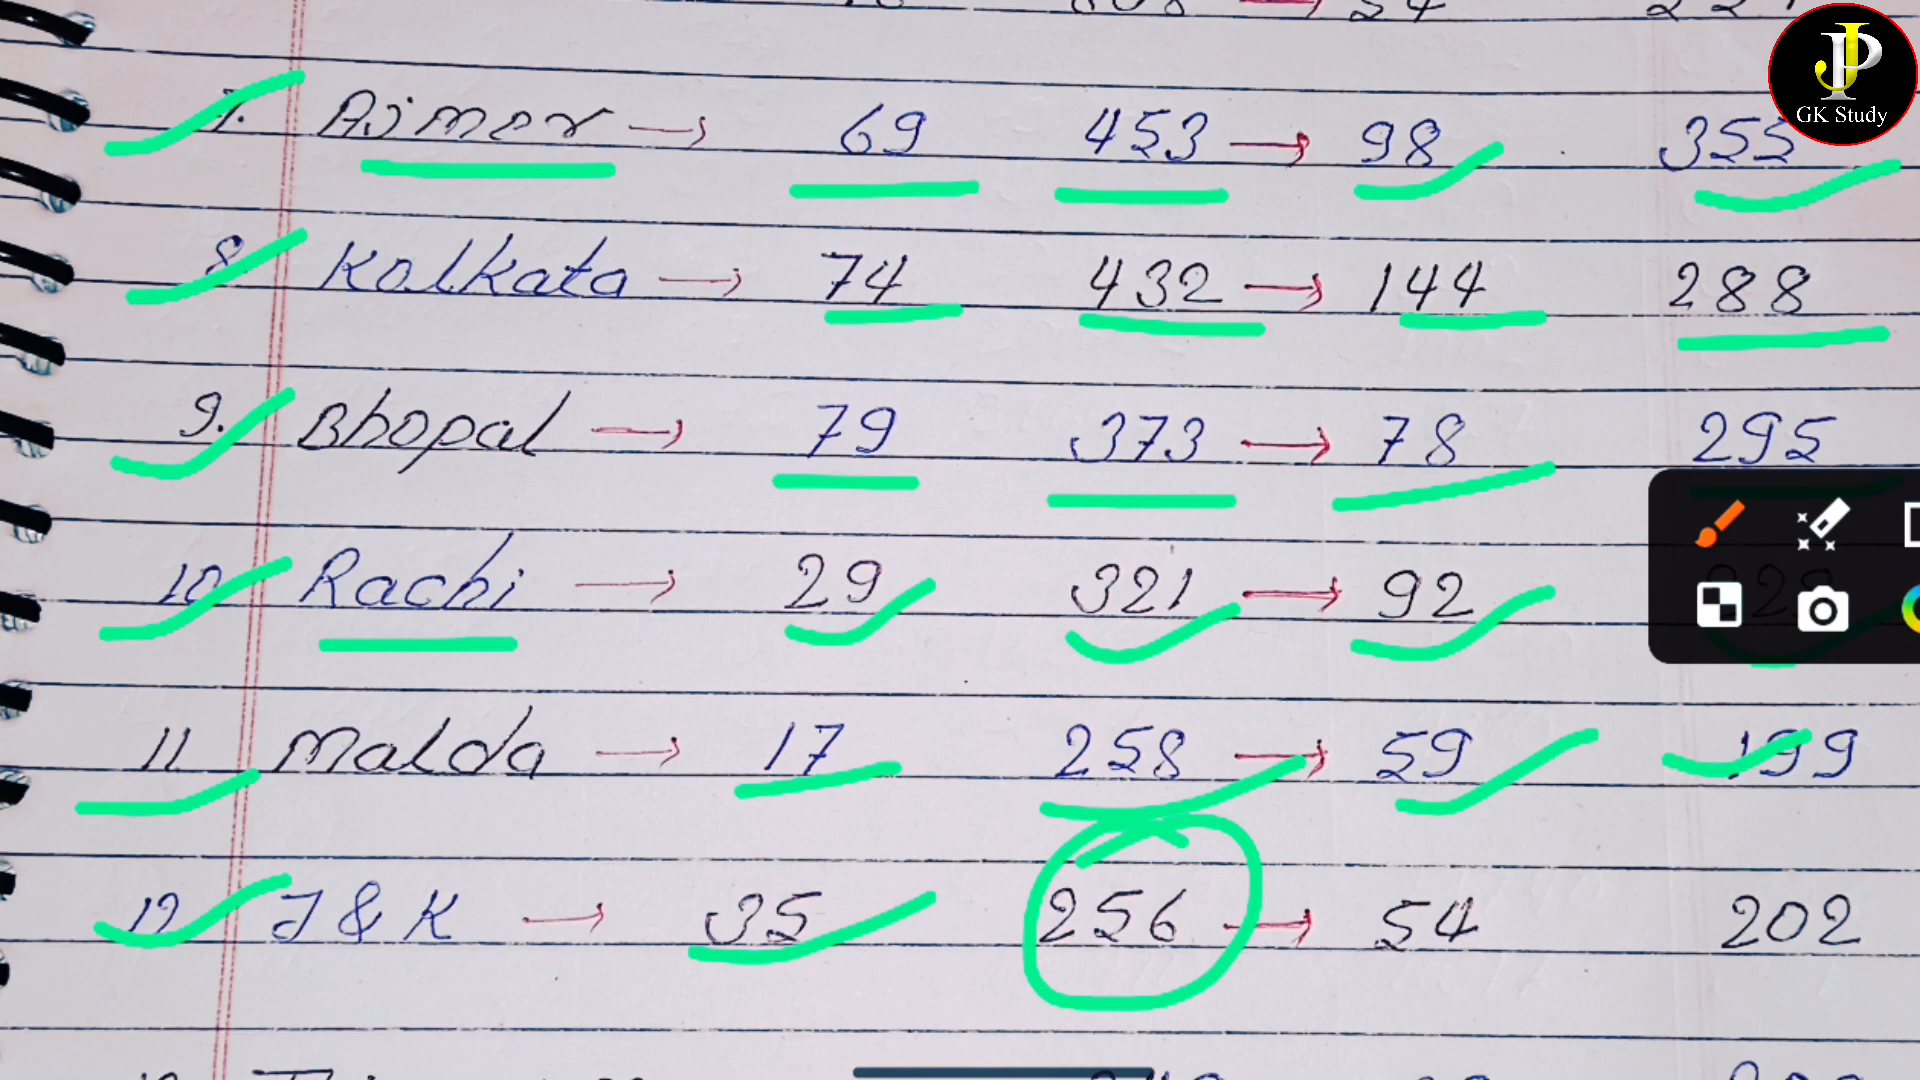 JP
GK Study
7. Ajmer → 69 453 → 98 355
8. Kolkata → 74 432 → 144 288
9. Bhopal → 79 373 → 78 295
10. Rachi → 29 321 → 92
11. Malda → 17 258 → 59 199
12. J & K → 35 256 → 54 202